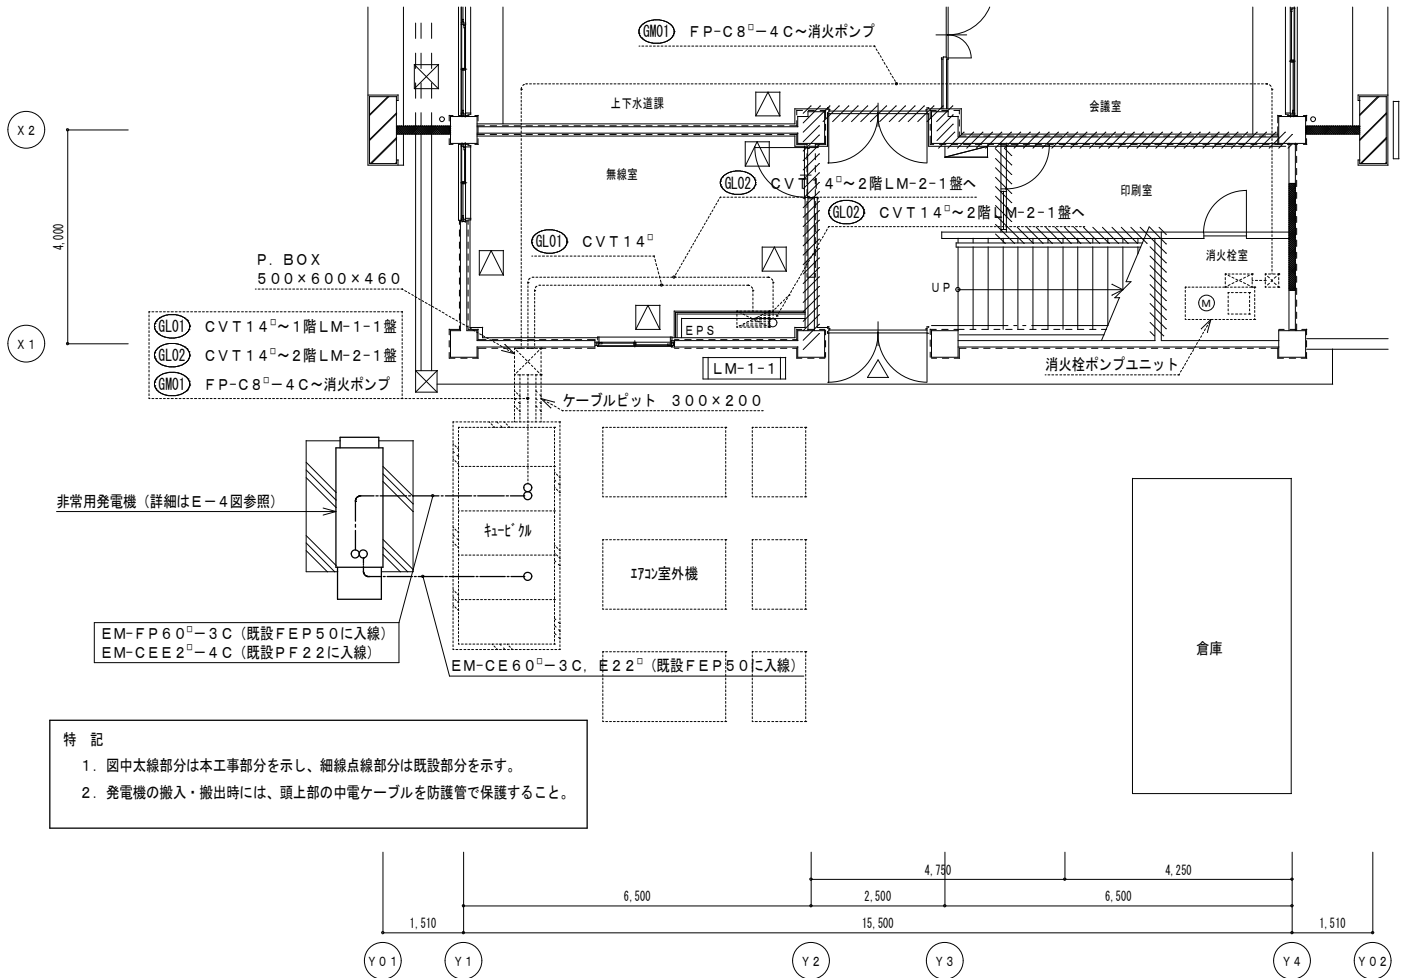 GM01 FP-C8□-4C～消火ポンプ
上下水道課
会議室
X2
無線室
GL02 CVT14□～2階LM-2-1盤へ
印刷室
GL02 CVT14□～2階LM-2-1盤へ
4,000
GL01 CVT14□
P. BOX
500×600×460
消火栓室
UP
M
GL01 CVT14□～1階LM-1-1盤
GL02 CVT14□～2階LM-2-1盤
GM01 FP-C8□-4C～消火ポンプ
EPS
X1
LM-1-1
消火栓ポンプユニット
ケーブルピット 300×200
非常用発電機（詳細はE－4図参照）
キュービクル
エアコン室外機
EM-FP60□-3C（既設FEP50に入線）
EM-CEE2□-4C（既設PF22に入線）
EM-CE60□-3C, E22□（既設FEP50に入線）
倉庫
特 記
1. 図中太線部分は本工事部分を示し、細線点線部分は既設部分を示す。
2. 発電機の搬入・搬出時には、頭上部の中電ケーブルを防護管で保護すること。
4,750 4,250
6,500 2,500 6,500
1,510 15,500 1,510
Y01 Y1 Y2 Y3 Y4 Y02